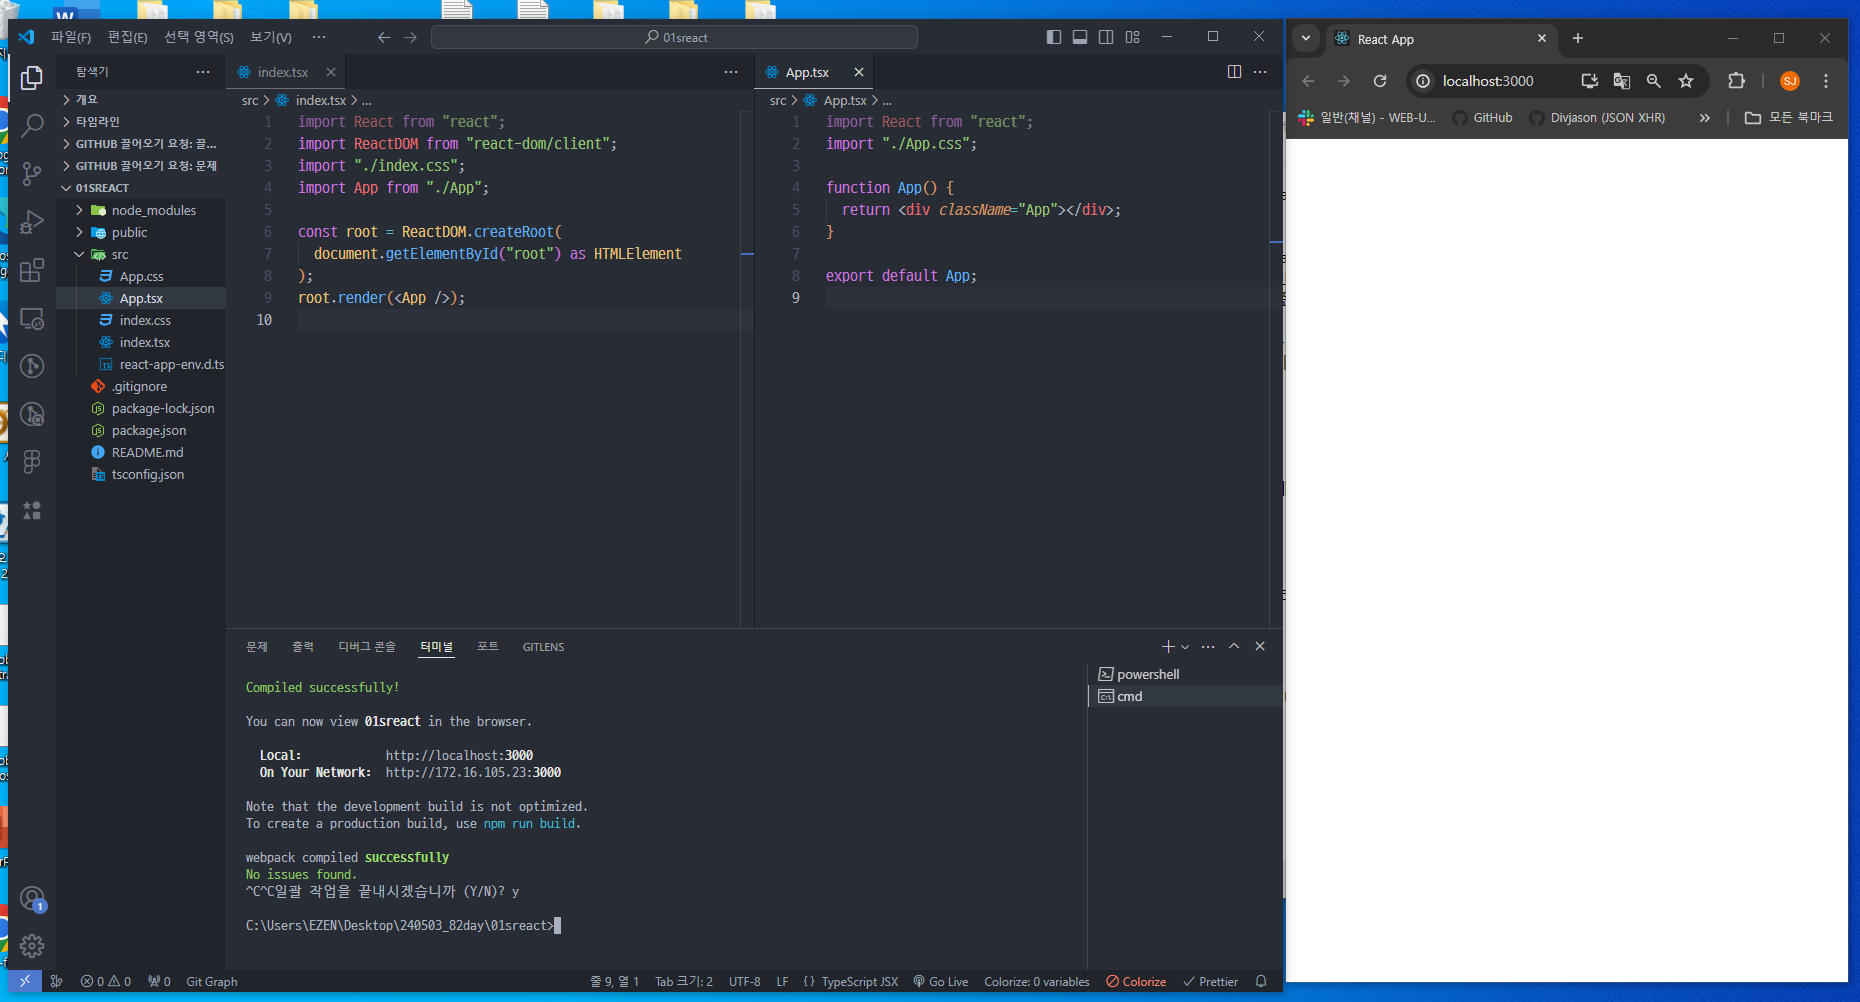 파일(F) 편집(E) 선택 영역(S) 보기(V) ··· 01sreact
탐색기 ···
개요
타임라인
GITHUB 끌어오기 요청: 끌...
GITHUB 끌어오기 요청: 문제
01SREACT
node_modules
public
src
App.css
App.tsx
index.css
index.tsx
react-app-env.d.ts
.gitignore
package-lock.json
package.json
README.md
tsconfig.json
index.tsx
src > index.tsx > ...
1 import React from "react";
2 import ReactDOM from "react-dom/client";
3 import "./index.css";
4 import App from "./App";
5
6 const root = ReactDOM.createRoot(
7 document.getElementById("root") as HTMLElement
8 );
9 root.render(<App />);
10
App.tsx
src > App.tsx > ...
1 import React from "react";
2 import "./App.css";
3
4 function App() {
5 return <div className="App"></div>;
6 }
7
8 export default App;
9
문제 출력 디버그 콘솔 터미널 포트 GITLENS
Compiled successfully!
You can now view 01sreact in the browser.
Local: http://localhost:3000
On Your Network: http://172.16.105.23:3000
Note that the development build is not optimized.
To create a production build, use npm run build.
webpack compiled successfully
No issues found.
^C^C일괄 작업을 끝내시겠습니까 (Y/N)? y
C:\Users\EZEN\Desktop\240503_82day\01sreact>
powershell
cmd
1
0 0 0 Git Graph 줄 9, 열 1 Tab 크기: 2 UTF-8 LF {} TypeScript JSX Go Live Colorize: 0 variables Colorize Prettier
React App
localhost:3000 SJ
일반(채널) - WEB-U... GitHub Divjason (JSON XHR) » 모든 북마크